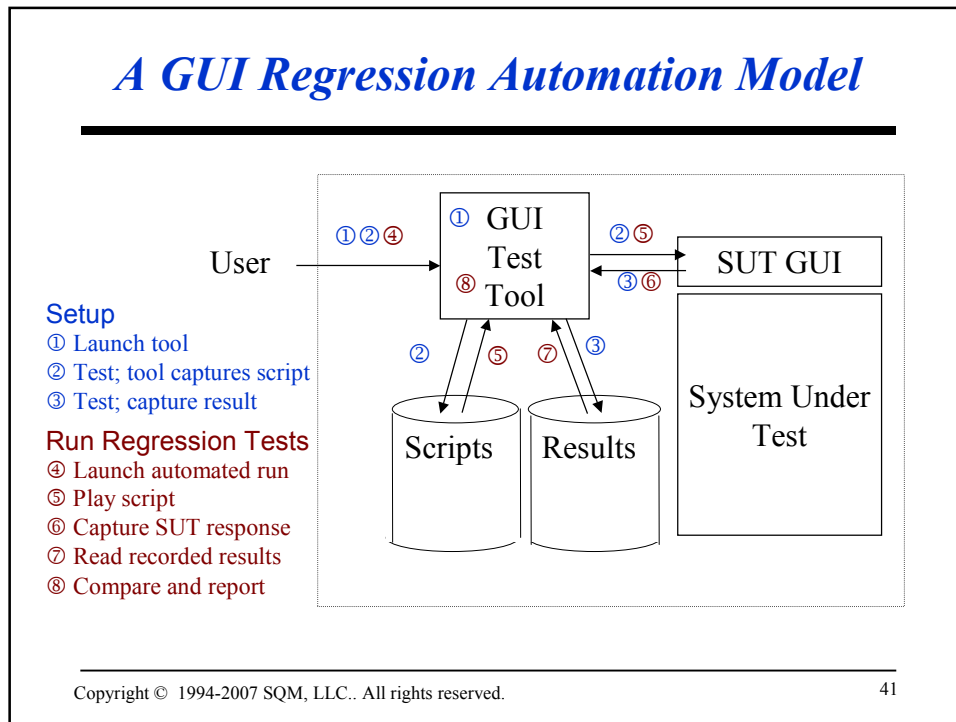 A GUI Regression Automation Model
①②④
User
①
GUI
Test
Tool
⑧
②⑤
③⑥
SUT GUI
Setup
① Launch tool
② Test; tool captures script
③ Test; capture result
Run Regression Tests
④ Launch automated run
⑤ Play script
⑥ Capture SUT response
⑦ Read recorded results
⑧ Compare and report
②
⑤
⑦
③
Scripts
Results
System Under
Test
Copyright © 1994-2007 SQM, LLC.. All rights reserved.
41